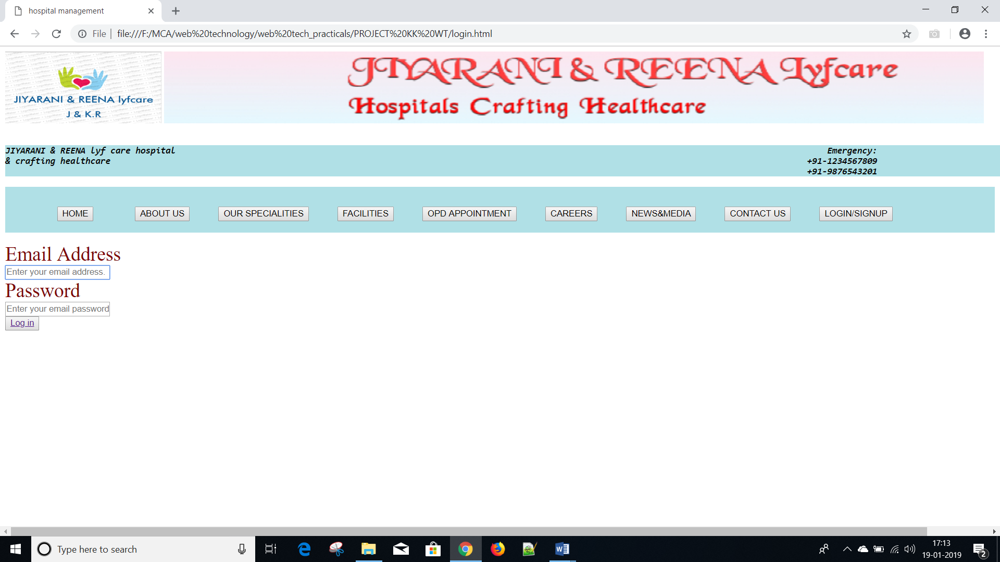 hospital management
File
file:///F:/MCA/web%20technology/web%20tech_practicals/PROJECT%20KK%20WT/login.html
JIYARANI & REENA lyfcare
J & K.R
JIYARANI & REENA Lyfcare
Hospitals Crafting Healthcare
JIYARANI & REENA lyf care hospital
& crafting healthcare
Emergency:
+91-1234567809
+91-9876543201
HOME ABOUT US OUR SPECIALITIES FACILITIES OPD APPOINTMENT CAREERS NEWS&MEDIA CONTACT US LOGIN/SIGNUP
Email Address
Enter your email address.
Password
Enter your email password
Log in
Type here to search
17:13
19-01-2019
2